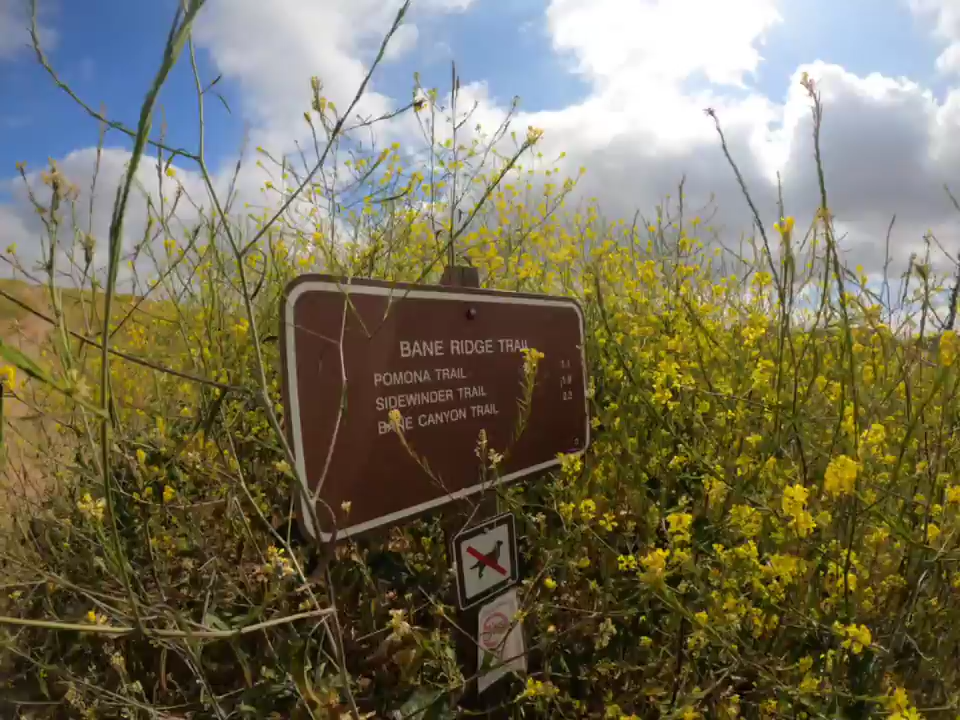 BANE RIDGE TRAIL
POMONA TRAIL
SIDEWINDER TRAIL
BANE CANYON TRAIL